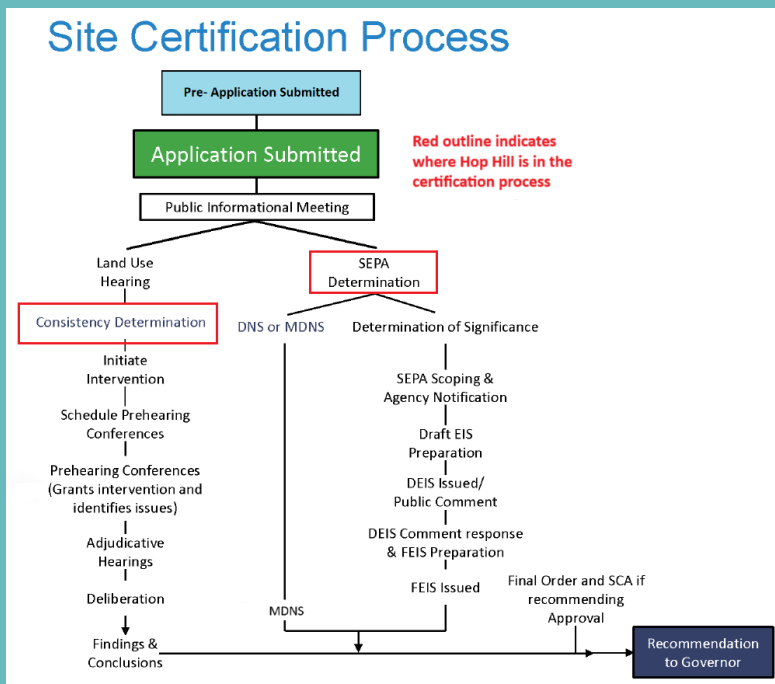 Site Certification Process
Pre- Application Submitted
Application Submitted
Red outline indicates
where Hop Hill is in the
certification process
Public Informational Meeting
Land Use
Hearing
SEPA
Determination
Consistency Determination
DNS or MDNS
Determination of Significance
Initiate
Intervention
SEPA Scoping &
Agency Notification
Schedule Prehearing
Conferences
Draft EIS
Preparation
Prehearing Conferences
(Grants intervention and
identifies issues)
DEIS Issued/
Public Comment
Adjudicative
Hearings
DEIS Comment response
& FEIS Preparation
Deliberation
FEIS Issued
MDNS
Final Order and SCA if
recommending
Approval
Findings &
Conclusions
Recommendation
to Governor